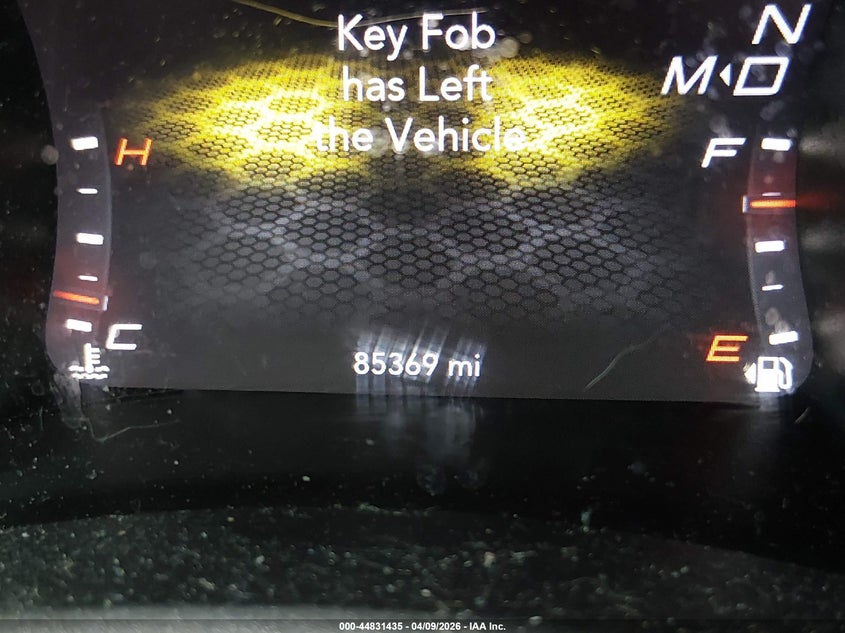 Key Fob
has Left
the Vehicle
N
M◂D
H
F
C
E
85369 mi
000-44831435 - 04/09/2026 - IAA Inc.